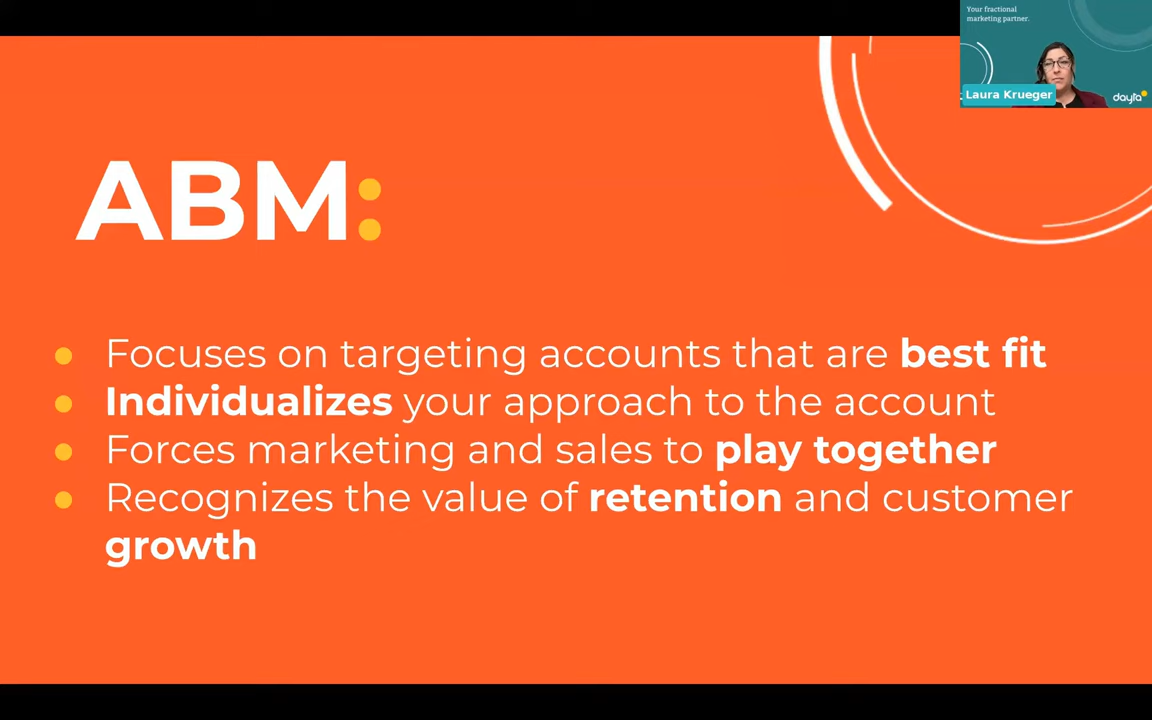 Your fractional
marketing partner.
Laura Krueger
dayta
ABM:
Focuses on targeting accounts that are best fit
Individualizes your approach to the account
Forces marketing and sales to play together
Recognizes the value of retention and customer
growth